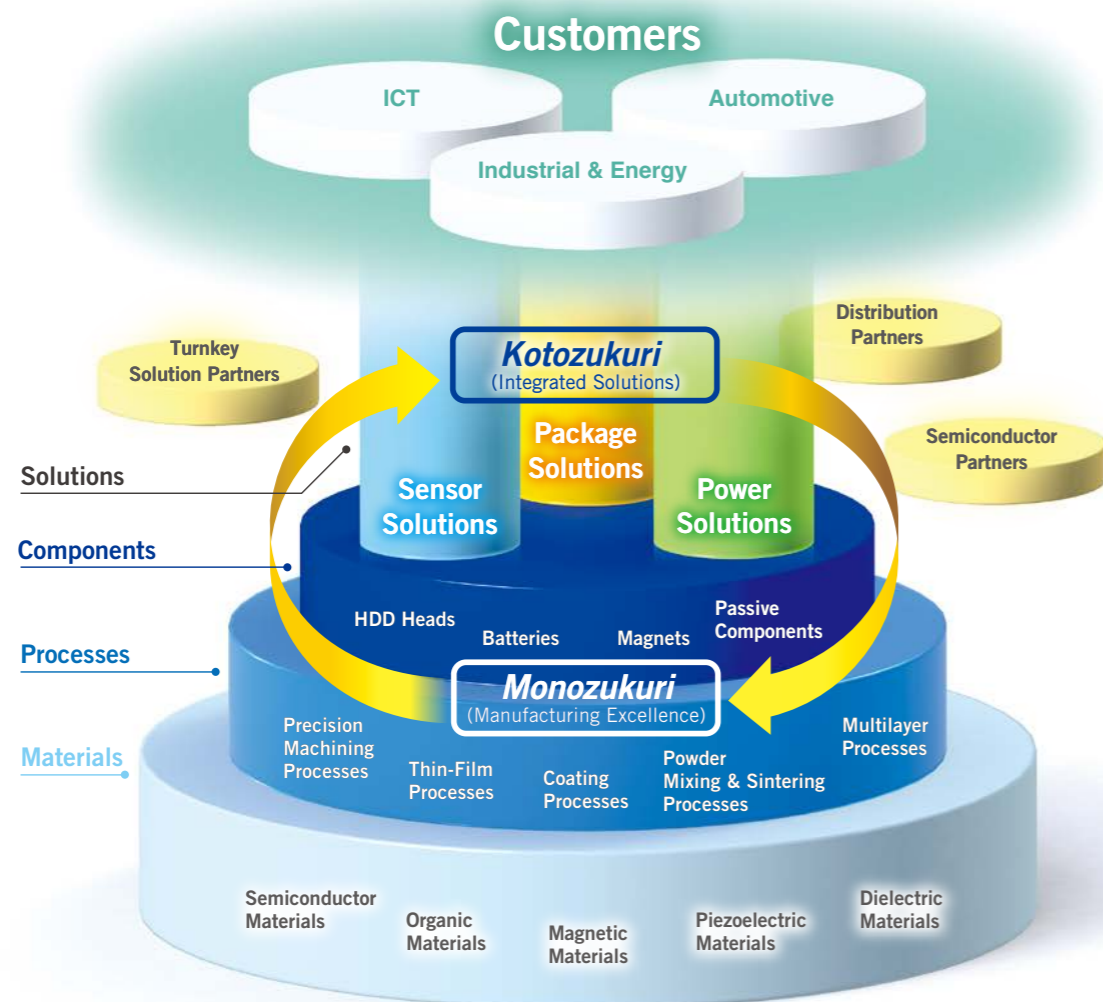 Customers
ICT
Automotive
Industrial & Energy
Distribution
Partners
Turnkey
Solution Partners
Kotozukuri
(Integrated Solutions)
Semiconductor
Partners
Package
Solutions
Solutions
Sensor
Solutions
Power
Solutions
Components
HDD Heads
Batteries
Magnets
Passive
Components
Processes
Monozukuri
(Manufacturing Excellence)
Precision
Machining
Processes
Thin-Film
Processes
Coating
Processes
Powder
Mixing & Sintering
Processes
Multilayer
Processes
Materials
Semiconductor
Materials
Organic
Materials
Magnetic
Materials
Piezoelectric
Materials
Dielectric
Materials